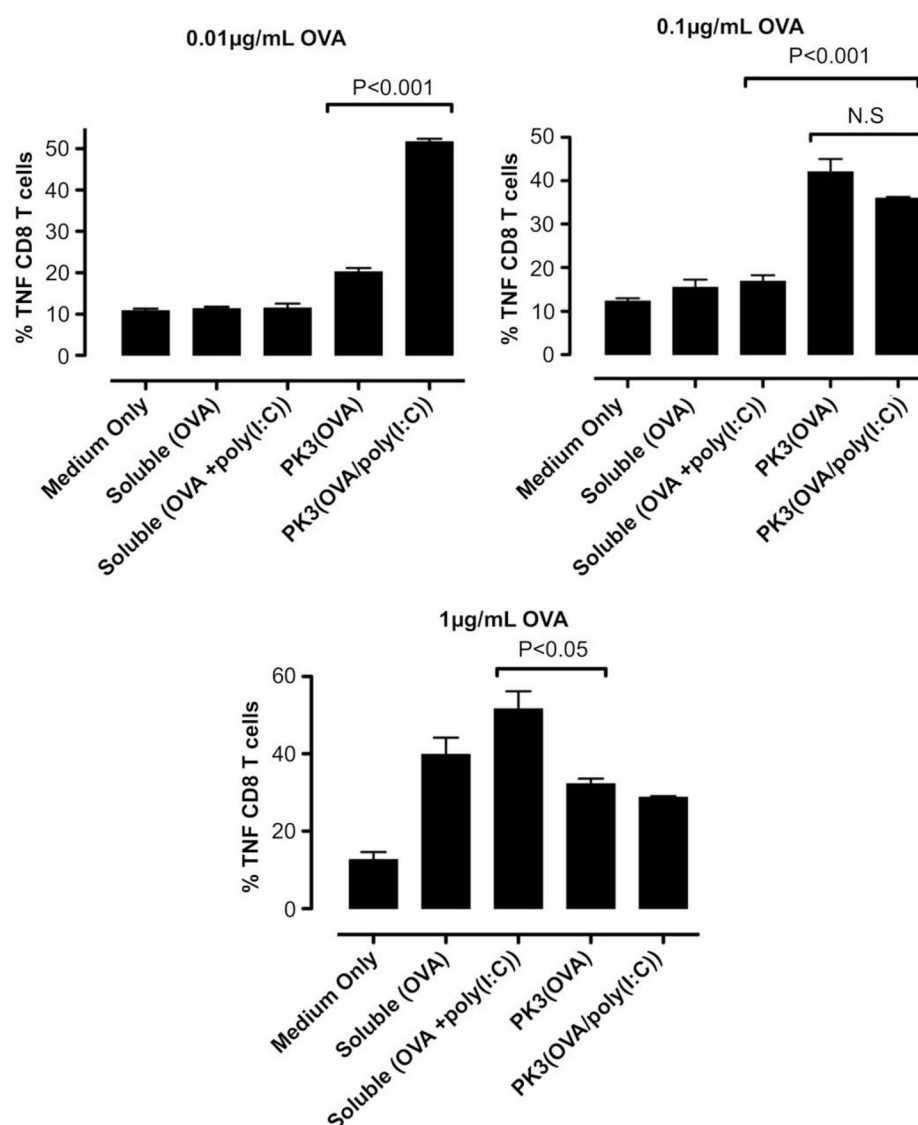 0.01µg/mL OVA
P<0.001
% TNF CD8 T cells
50
40
30
20
10
0
Medium Only
Soluble (OVA)
Soluble (OVA +poly(I:C))
PK3(OVA)
PK3(OVA/poly(I:C))
0.1µg/mL OVA
P<0.001
N.S
% TNF CD8 T cells
50
40
30
20
10
0
Medium Only
Soluble (OVA)
Soluble (OVA +poly(I:C))
PK3(OVA)
PK3(OVA/poly(I:C))
1µg/mL OVA
P<0.05
% TNF CD8 T cells
60
40
20
0
Medium Only
Soluble (OVA)
Soluble (OVA +poly(I:C))
PK3(OVA)
PK3(OVA/poly(I:C))